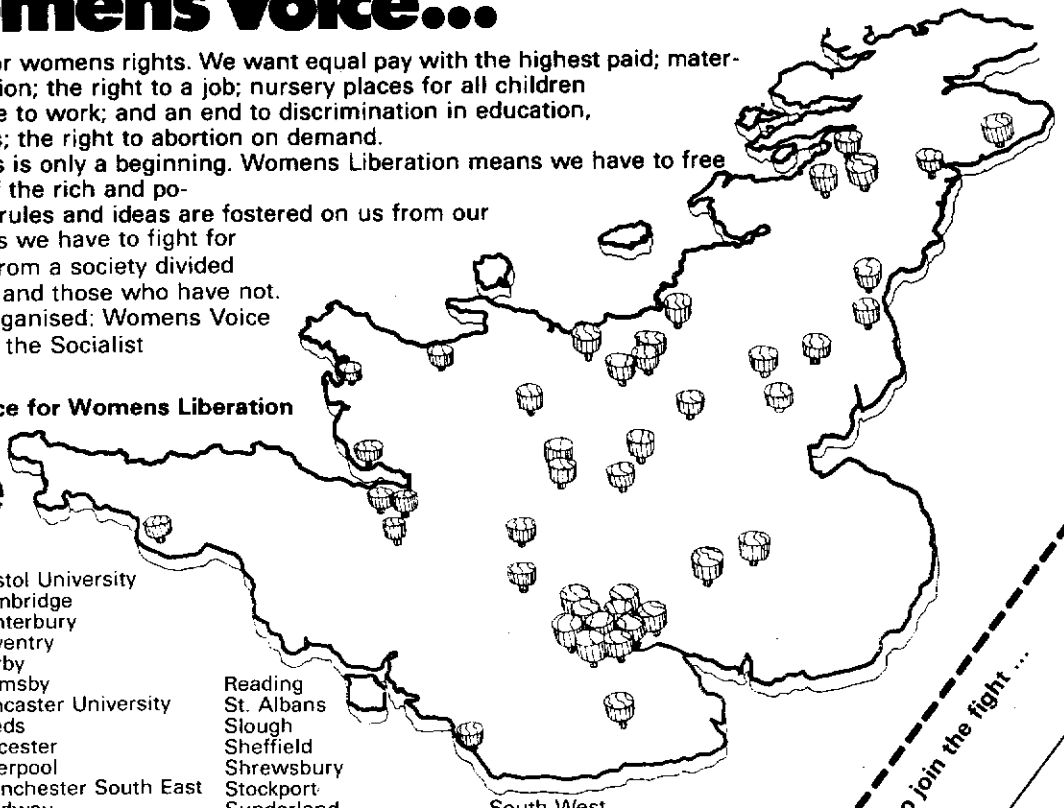 omens Voice...
or womens rights. We want equal pay with the highest paid; mater-
ion; the right to a job; nursery places for all children
e to work; and an end to discrimination in education,
s; the right to abortion on demand.
s is only a beginning. Womens Liberation means we have to free
f the rich and po-
rules and ideas are fostered on us from our
s we have to fight for
rom a society divided
and those who have not.
ganised: Womens Voice
the Socialist
ce for Womens Liberation
stol University
mbridge
nterbury
ventry
rby
msby
ncaster University
eds
cester
erpool
nchester South East
dway
Reading
St. Albans
Slough
Sheffield
Shrewsbury
Stockport
Sunderland
South West
o join the fight ...